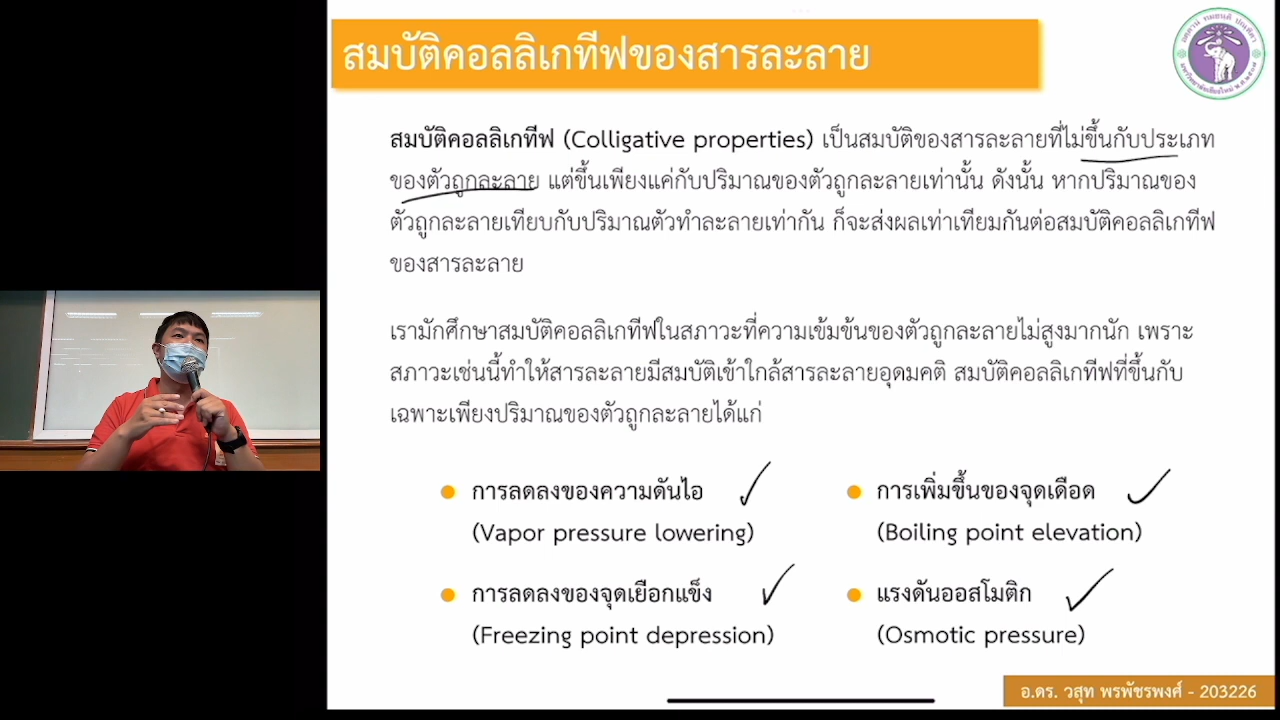 สมบัติคอลลิเกทีฟของสารละลาย
สมบัติคอลลิเกทีฟ (Colligative properties) เป็นสมบัติของสารละลายที่ไม่ขึ้นกับประเภท
ของตัวถูกละลาย แต่ขึ้นเพียงแค่กับปริมาณของตัวถูกละลายเท่านั้น ดังนั้น หากปริมาณของ
ตัวถูกละลายเทียบกับปริมาณตัวทำละลายเท่ากัน ก็จะส่งผลเท่าเทียมกันต่อสมบัติคอลลิเกทีฟ
ของสารละลาย
เรามักศึกษาสมบัติคอลลิเกทีฟในสภาวะที่ความเข้มข้นของตัวถูกละลายไม่สูงมากนัก เพราะ
สภาวะเช่นนี้ทำให้สารละลายมีสมบัติเข้าใกล้สารละลายอุดมคติ สมบัติคอลลิเกทีฟที่ขึ้นกับ
เฉพาะเพียงปริมาณของตัวถูกละลายได้แก่
การลดลงของความดันไอ
(Vapor pressure lowering)
การเพิ่มขึ้นของจุดเดือด
(Boiling point elevation)
การลดลงของจุดเยือกแข็ง
(Freezing point depression)
แรงดันออสโมติก
(Osmotic pressure)
อ.ดร. วสุท พรพัชรพงศ์ - 203226